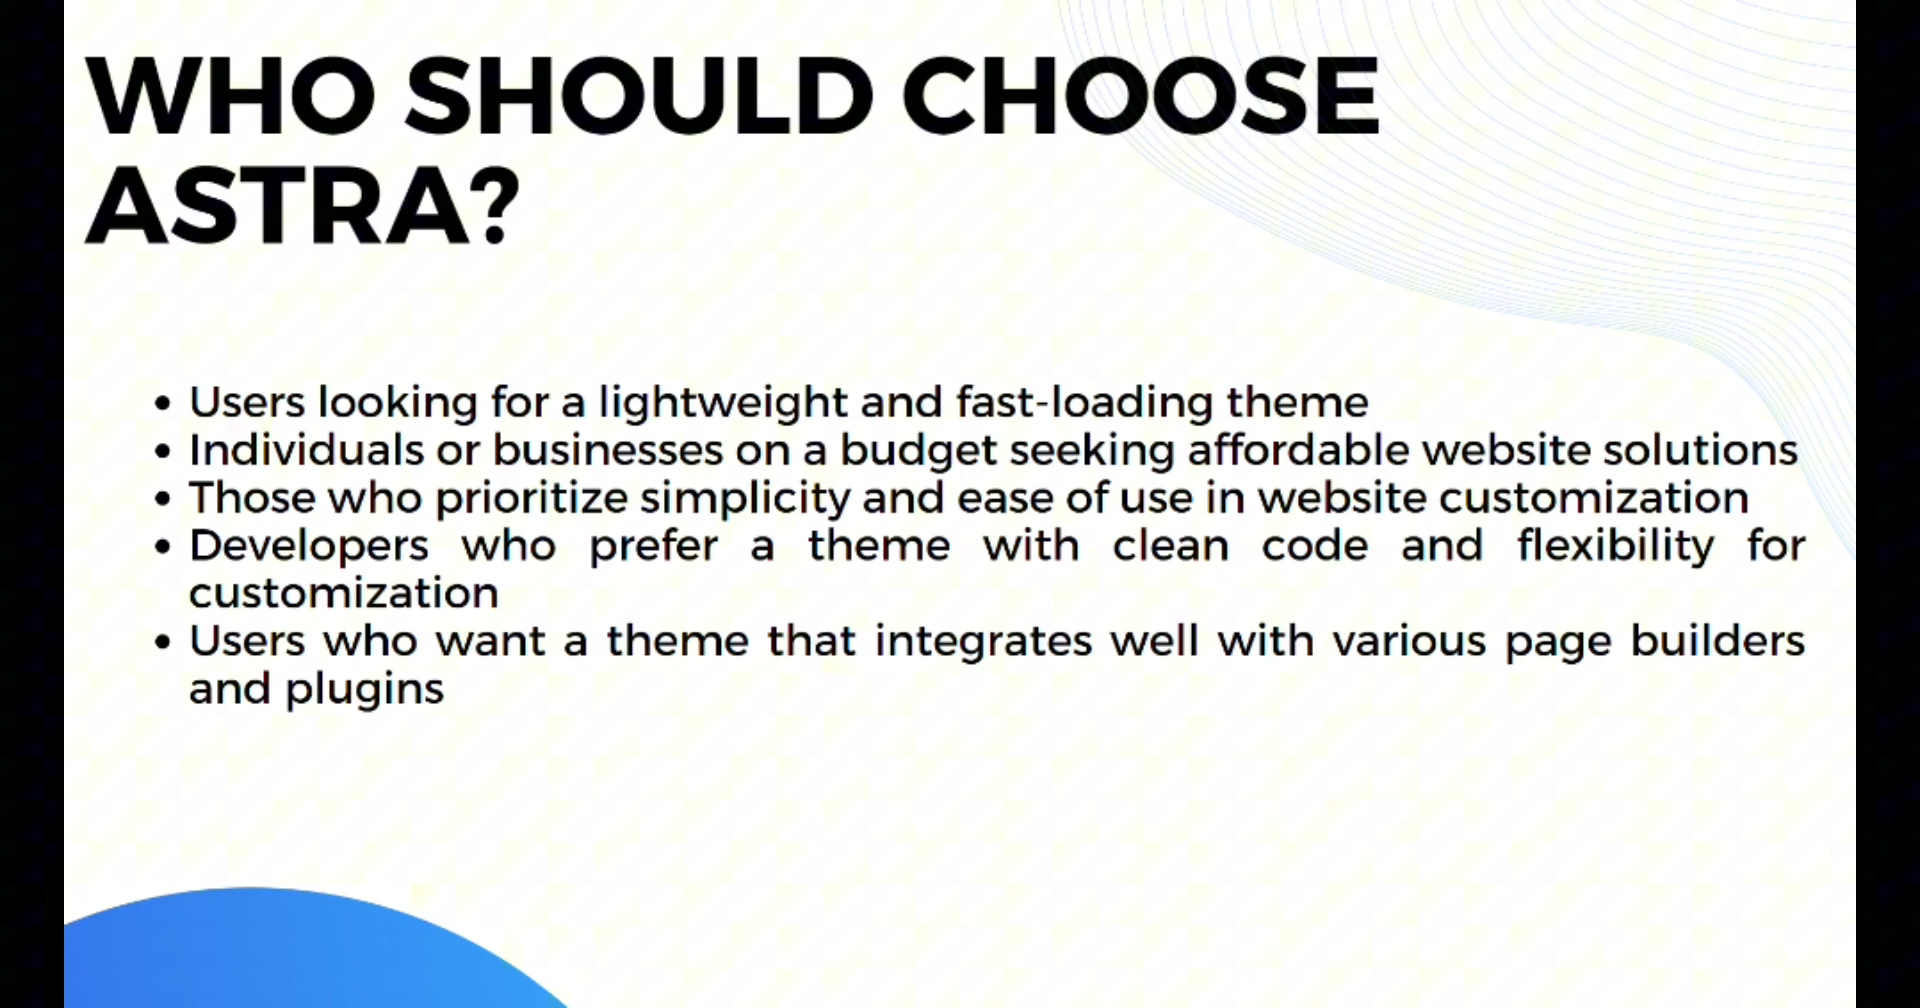 WHO SHOULD CHOOSE
ASTRA?
• Users looking for a lightweight and fast-loading theme
• Individuals or businesses on a budget seeking affordable website solutions
• Those who prioritize simplicity and ease of use in website customization
• Developers who prefer a theme with clean code and flexibility for
customization
• Users who want a theme that integrates well with various page builders
and plugins